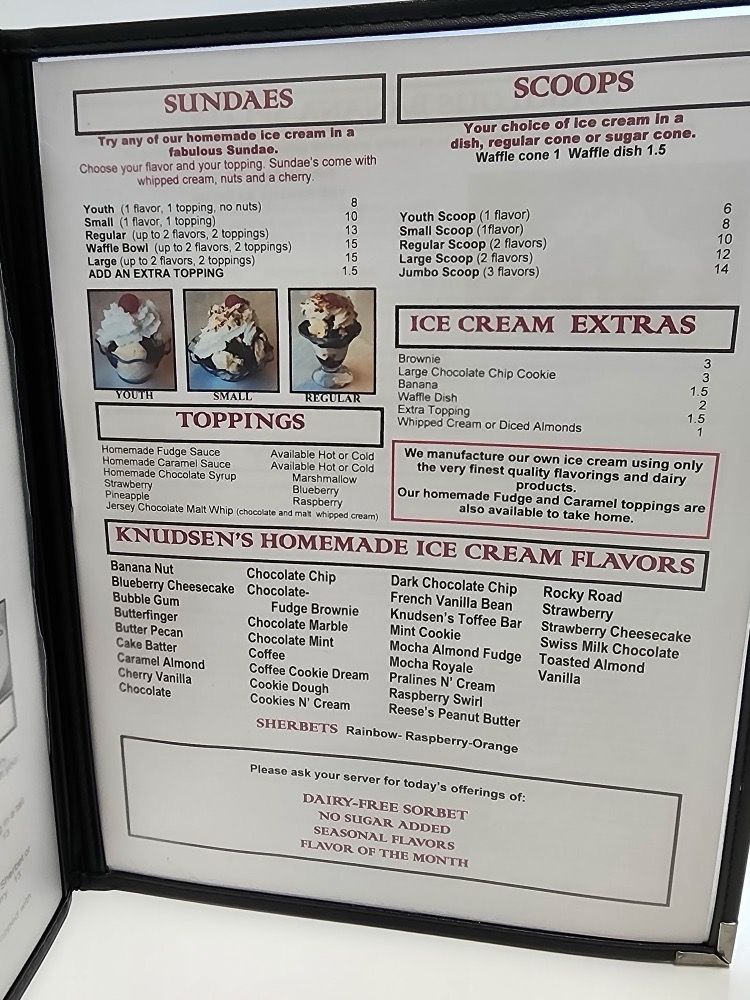 SUNDAES
Try any of our homemade ice cream in a
fabulous Sundae.
Choose your flavor and your topping. Sundae's come with
whipped cream, nuts and a cherry.
Youth (1 flavor, 1 topping, no nuts) 8
Small (1 flavor, 1 topping) 10
Regular (up to 2 flavors, 2 toppings) 13
Waffle Bowl (up to 2 flavors, 2 toppings) 15
Large (up to 2 flavors, 2 toppings) 15
ADD AN EXTRA TOPPING 1.5
YOUTH SMALL REGULAR
TOPPINGS
Homemade Fudge Sauce Available Hot or Cold
Homemade Caramel Sauce Available Hot or Cold
Homemade Chocolate Syrup Marshmallow
Strawberry Blueberry
Pineapple Raspberry
Jersey Chocolate Malt Whip (chocolate and malt whipped cream)
SCOOPS
Your choice of ice cream in a
dish, regular cone or sugar cone.
Waffle cone 1 Waffle dish 1.5
Youth Scoop (1 flavor) 6
Small Scoop (1flavor) 8
Regular Scoop (2 flavors) 10
Large Scoop (2 flavors) 12
Jumbo Scoop (3 flavors) 14
ICE CREAM EXTRAS
Brownie 3
Large Chocolate Chip Cookie 3
Banana 1.5
Waffle Dish 2
Extra Topping 1.5
Whipped Cream or Diced Almonds 1
We manufacture our own ice cream using only
the very finest quality flavorings and dairy
products.
Our homemade Fudge and Caramel toppings are
also available to take home.
KNUDSEN'S HOMEMADE ICE CREAM FLAVORS
Banana Nut
Blueberry Cheesecake
Bubble Gum
Butterfinger
Butter Pecan
Cake Batter
Caramel Almond
Cherry Vanilla
Chocolate
Chocolate Chip
Chocolate-
Fudge Brownie
Chocolate Marble
Chocolate Mint
Coffee
Coffee Cookie Dream
Cookie Dough
Cookies N' Cream
Dark Chocolate Chip
French Vanilla Bean
Knudsen's Toffee Bar
Mint Cookie
Mocha Almond Fudge
Mocha Royale
Pralines N' Cream
Raspberry Swirl
Reese's Peanut Butter
Rocky Road
Strawberry
Strawberry Cheesecake
Swiss Milk Chocolate
Toasted Almond
Vanilla
SHERBETS Rainbow- Raspberry-Orange
Please ask your server for today's offerings of:
DAIRY-FREE SORBET
NO SUGAR ADDED
SEASONAL FLAVORS
FLAVOR OF THE MONTH